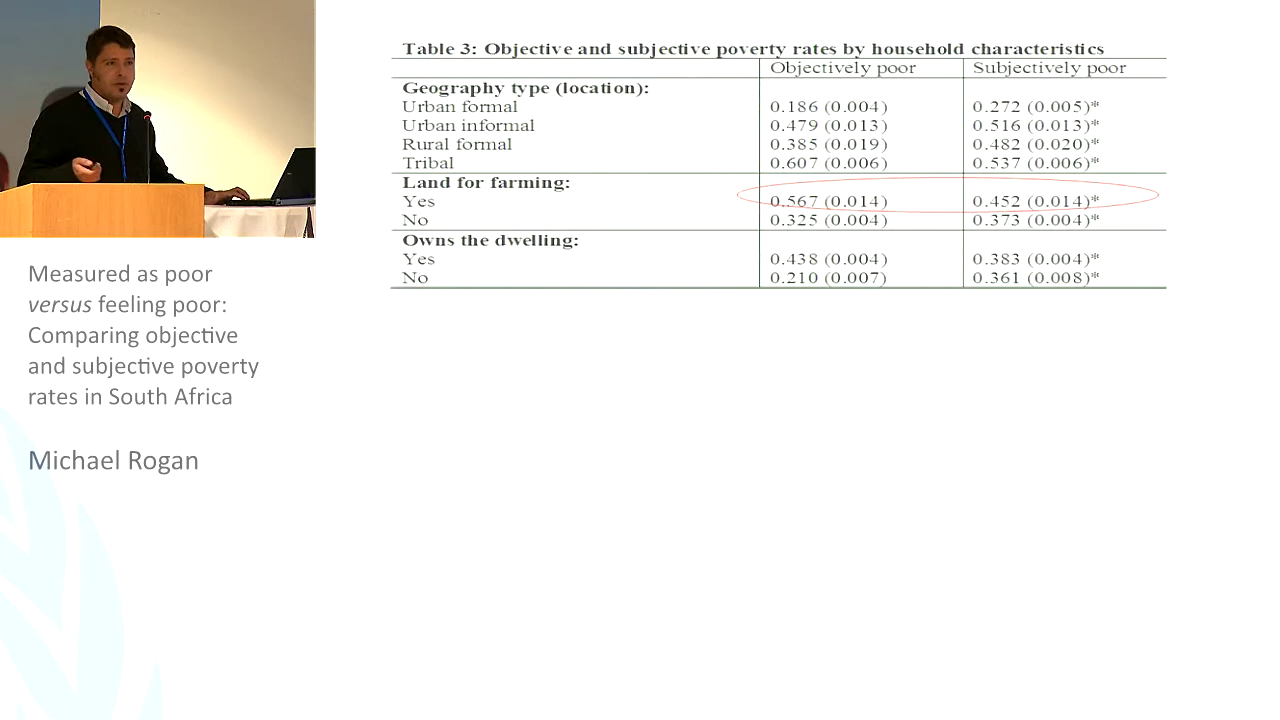 Measured as poor
versus feeling poor:
Comparing objective
and subjective poverty
rates in South Africa
Michael Rogan
Table 3: Objective and subjective poverty rates by household characteristics
Objectively poor Subjectively poor
Geography type (location):
Urban formal 0.186 (0.004) 0.272 (0.005)*
Urban informal 0.479 (0.013) 0.516 (0.013)*
Rural formal 0.385 (0.019) 0.482 (0.020)*
Tribal 0.607 (0.006) 0.537 (0.006)*
Land for farming:
Yes 0.567 (0.014) 0.452 (0.014)*
No 0.325 (0.004) 0.373 (0.004)*
Owns the dwelling:
Yes 0.438 (0.004) 0.383 (0.004)*
No 0.210 (0.007) 0.361 (0.008)*